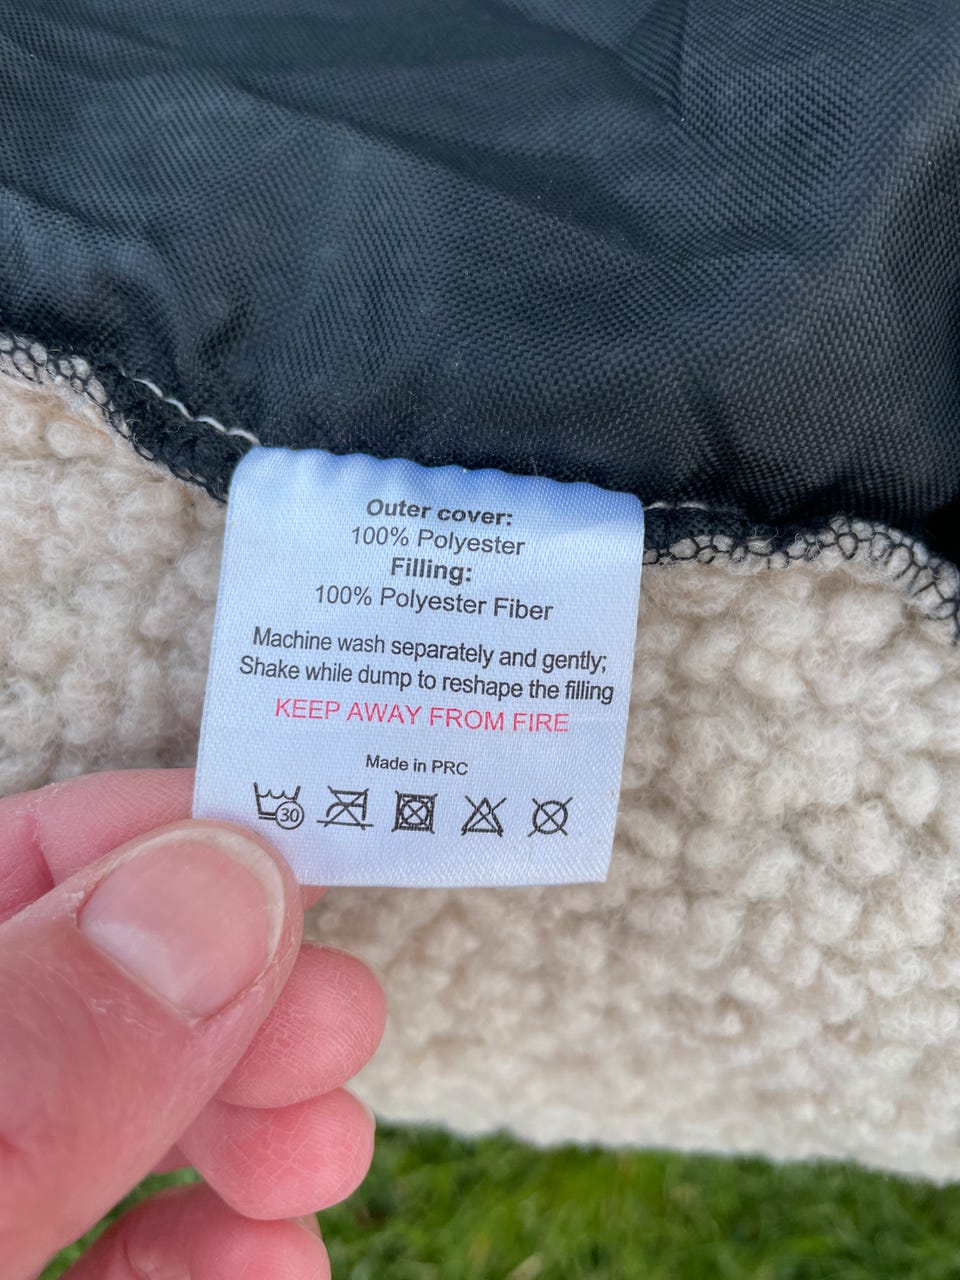 Outer cover:
100% Polyester
Filling:
100% Polyester Fiber
Machine wash separately and gently;
Shake while dump to reshape the filling
KEEP AWAY FROM FIRE
Made in PRC
30